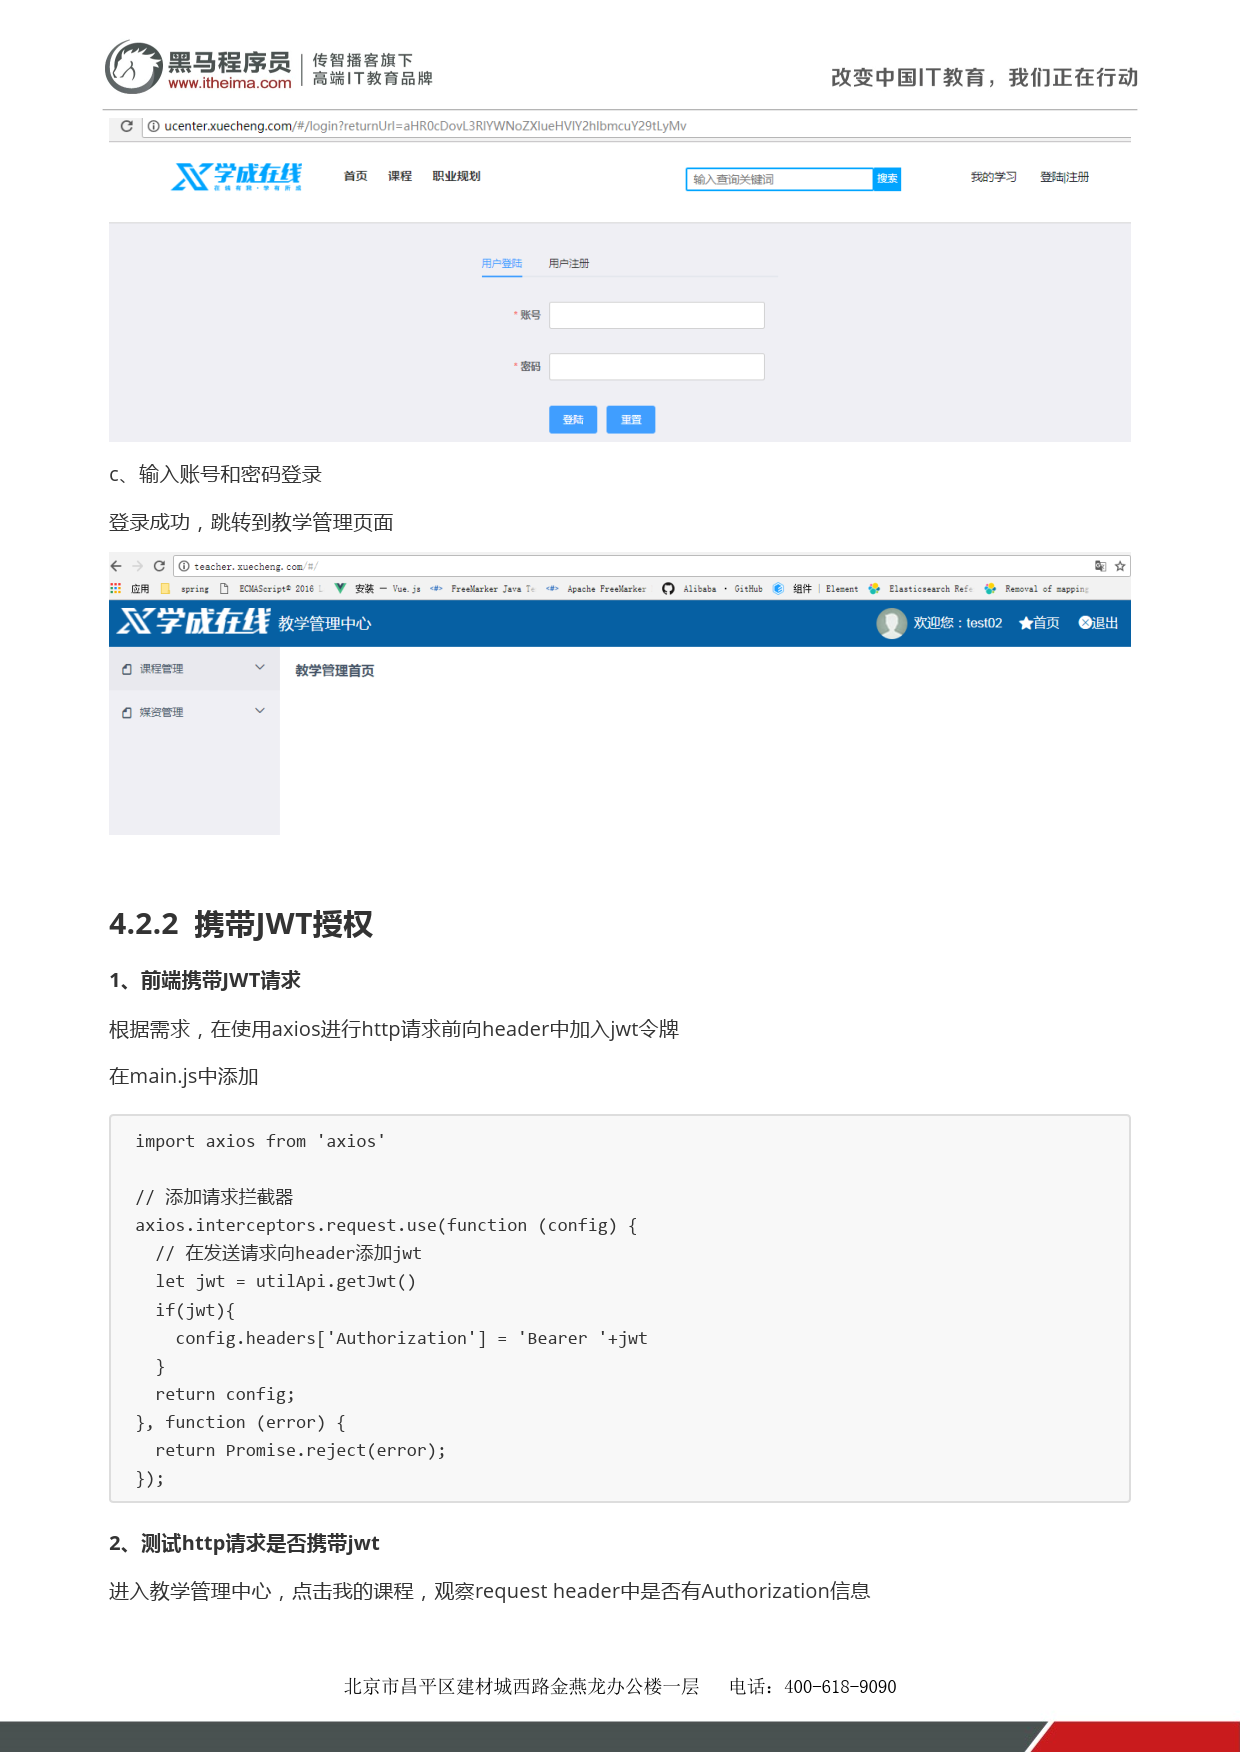 黑马程序员
www.itheima.com
传智播客旗下
高端IT教育品牌
改变中国IT教育，我们正在行动
ucenter.xuecheng.com/#/login?returnUrl=aHR0cDovL3RlYWNoZXIueHVlY2hlbmcuY29tLyMv
学成在线
首页 课程 职业规划
输入查询关键词 搜索
我的学习 登陆|注册
用户登陆 用户注册
*账号
*密码
登陆 重置
c、输入账号和密码登录
登录成功，跳转到教学管理页面
teacher.xuecheng.com/#/
应用 spring ECMAScript® 2016 L 安装 — Vue.js FreeMarker Java Te Apache FreeMarker Alibaba · GitHub 组件 | Element Elasticsearch Refe Removal of mapping
学成在线 教学管理中心 欢迎您：test02 首页 退出
课程管理 教学管理首页
媒资管理
4.2.2 携带JWT授权
1、前端携带JWT请求
根据需求，在使用axios进行http请求前向header中加入jwt令牌
在main.js中添加
import axios from 'axios'
// 添加请求拦截器
axios.interceptors.request.use(function (config) {
  // 在发送请求向header添加jwt
  let jwt = utilApi.getJwt()
  if(jwt){
    config.headers['Authorization'] = 'Bearer '+jwt
  }
  return config;
}, function (error) {
  return Promise.reject(error);
});
2、测试http请求是否携带jwt
进入教学管理中心，点击我的课程，观察request header中是否有Authorization信息
北京市昌平区建材城西路金燕龙办公楼一层 电话：400-618-9090